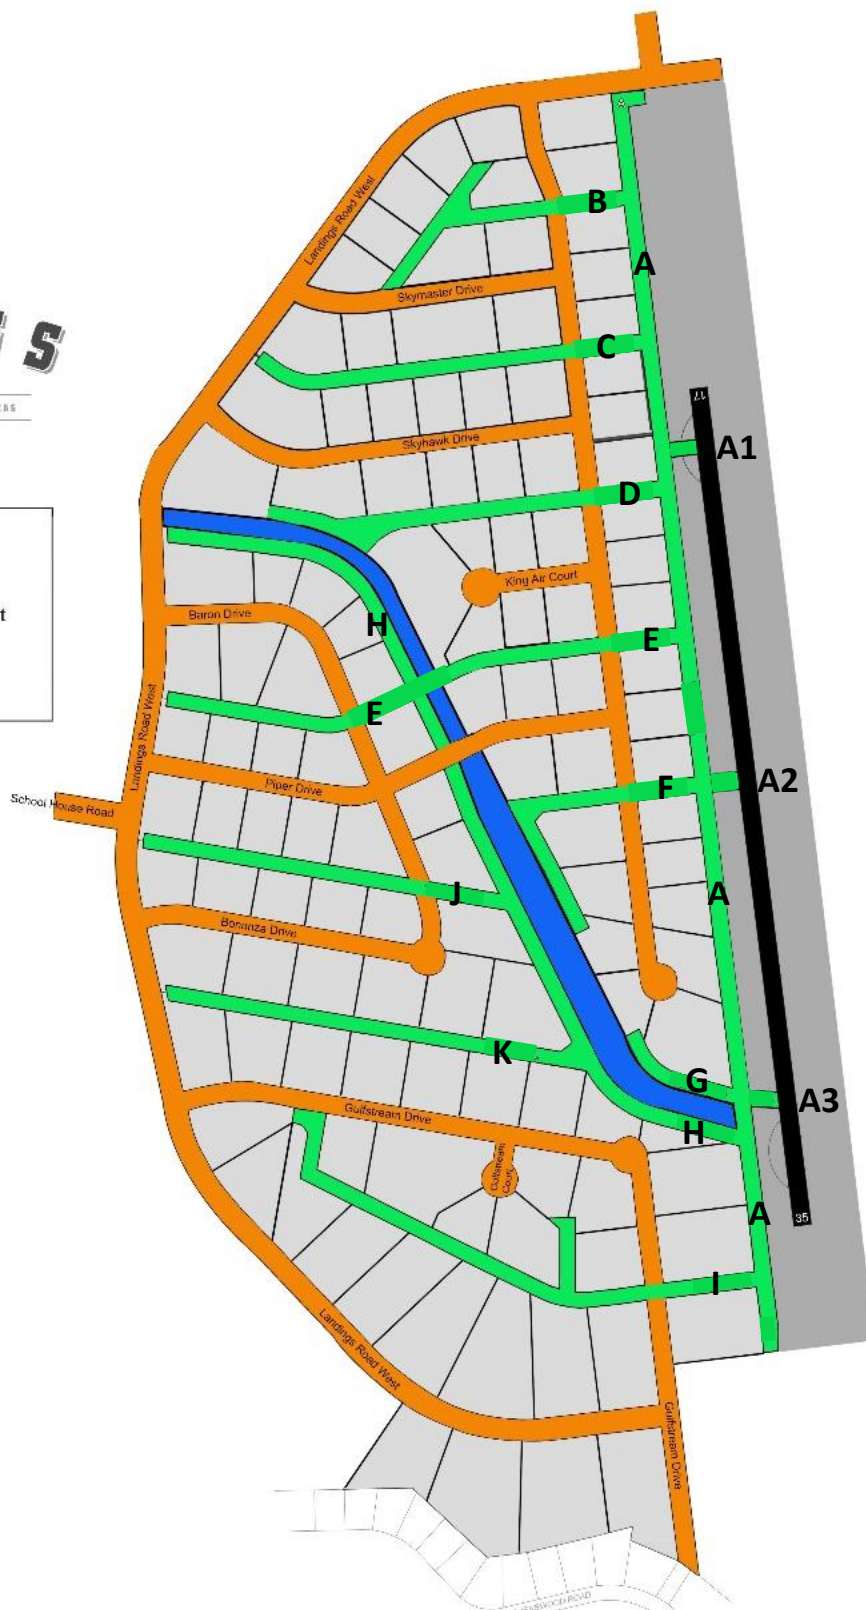 Landings Road West
B
A
Skymaster Drive
S
C
17
Skyhawk Drive
A1
D
King Air Court
t
Baron Drive
H
E
E
Landings Road West
A2
Piper Drive
F
School House Road
J
A
Bonanza Drive
K
G
A3
Gulfstream Drive
H
Gulfstream
Court
A
35
I
Landings Road West
Gulfstream Drive